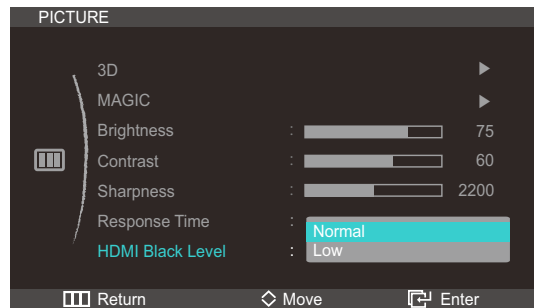 PICTURE
3D
MAGIC
Brightness : 75
Contrast : 60
Sharpness : 2200
Response Time :
Normal
HDMI Black Level : Low
Return Move Enter